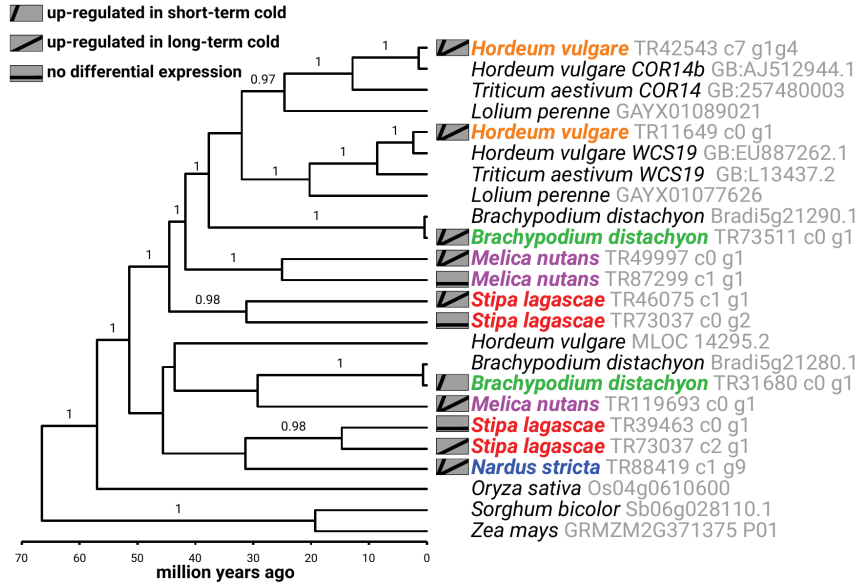 up-regulated in short-term cold
up-regulated in long-term cold
no differential expression
1
1
0.97
Hordeum vulgare TR42543 c7 g1g4
Hordeum vulgare COR14b GB:AJ512944.1
Triticum aestivum COR14 GB:257480003
Lolium perenne GAYX01089021
1
Hordeum vulgare TR11649 c0 g1
1
Hordeum vulgare WCS19 GB:EU887262.1
1
1
Triticum aestivum WCS19 GB:L13437.2
Lolium perenne GAYX01077626
1
1
Brachypodium distachyon Bradi5g21290.1
Brachypodium distachyon TR73511 c0 g1
1
1
Melica nutans TR49997 c0 g1
Melica nutans TR87299 c1 g1
0.98
Stipa lagascae TR46075 c1 g1
Stipa lagascae TR73037 c0 g2
1
Hordeum vulgare MLOC 14295.2
1
Brachypodium distachyon Bradi5g21280.1
Brachypodium distachyon TR31680 c0 g1
Melica nutans TR119693 c0 g1
1
0.98
Stipa lagascae TR39463 c0 g1
Stipa lagascae TR73037 c2 g1
Nardus stricta TR88419 c1 g9
Oryza sativa Os04g0610600
1
Sorghum bicolor Sb06g028110.1
Zea mays GRMZM2G371375 P01
70 60 50 40 30 20 10 0
million years ago